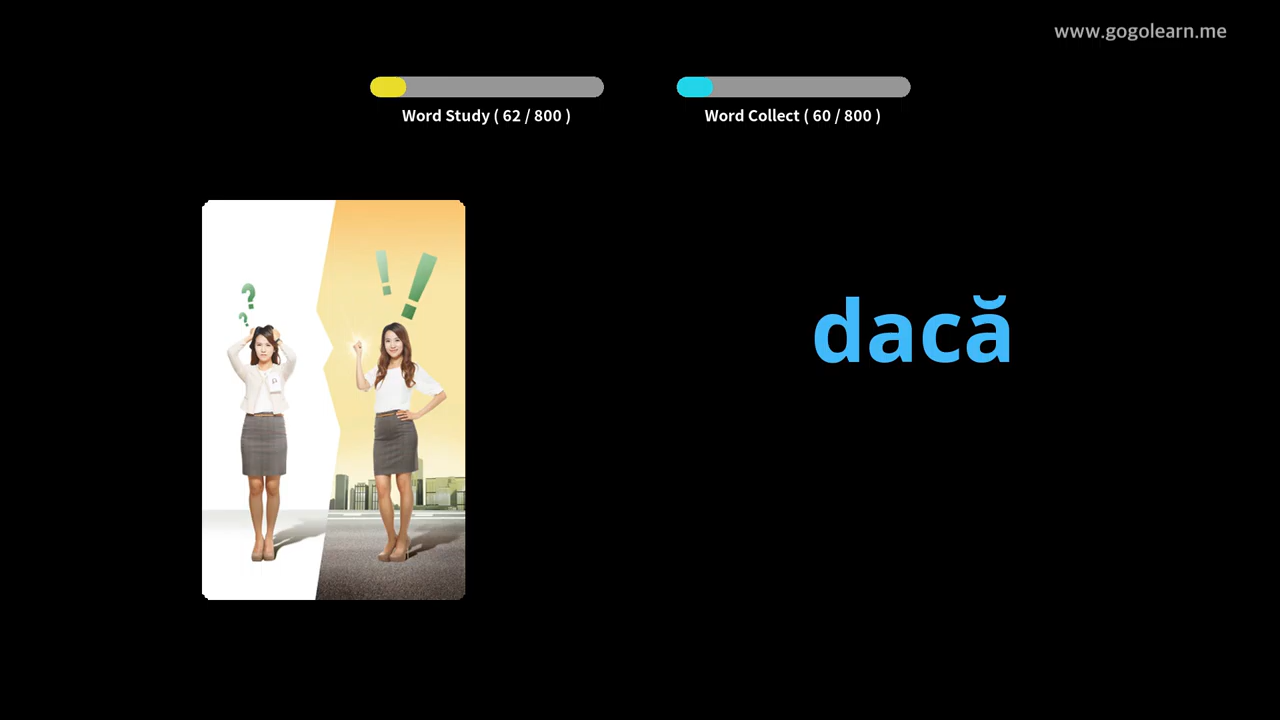 www.gogolearn.me
Word Study ( 62 / 800 )
Word Collect ( 60 / 800 )
? ?
! !
dacă